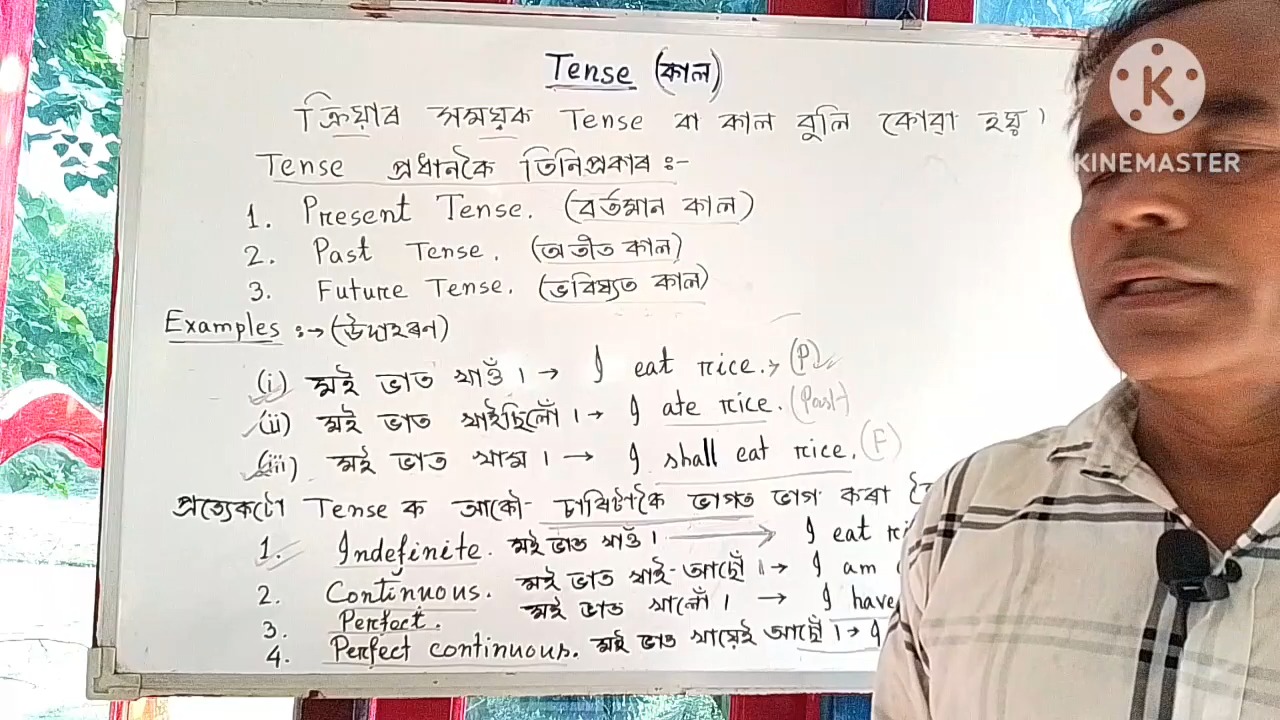 Tense (কাল)
ক্ৰিয়াৰ সময়ক Tense বা কাল বুলি কোৱা হয়।
Tense প্ৰধানকৈ তিনিপ্ৰকাৰ ঃ-
1. Present Tense. (বৰ্তমান কাল)
2. Past Tense. (অতীত কাল)
3. Future Tense. (ভবিষ্যত কাল)
Examples ঃ→ (উদাহৰণ)
(i) মই ভাত খাওঁ। → I eat rice. → (P)
(ii) মই ভাত খাইছিলোঁ। → I ate rice. (Past)
(iii) মই ভাত খাম। → I shall eat rice. (F)
প্ৰত্যেকটো Tense ক আকৌ চাৰিটাকৈ ভাগত ভাগ কৰা
1. Indefinite. মই ভাত খাওঁ। → I eat
2. Continuous. মই ভাত খাই আছোঁ। → I am
3. Perfect. মই ভাত খালোঁ। → I have
4. Perfect continuous. মই ভাত খায়েই আছোঁ। → I
K
KINEMASTER